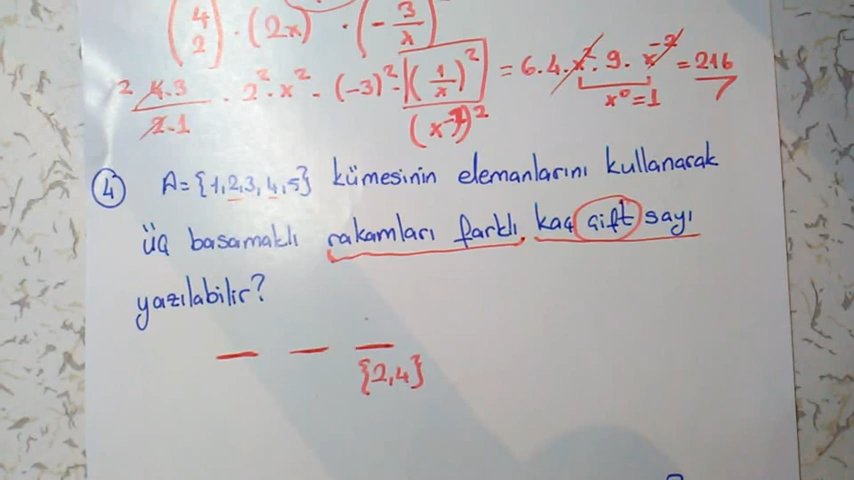 (4 2) . (2x) . (-3/x)
2 4.3/2.1 . 2² . x² . (-3)² . (1/x)² = 6.4.x².9.x⁻² = 216
x⁰=1
4 A={1,2,3,4,5} kümesinin elemanlarını kullanarak
üç basamaklı rakamları farklı kaç çift sayı
yazılabilir?
{2,4}